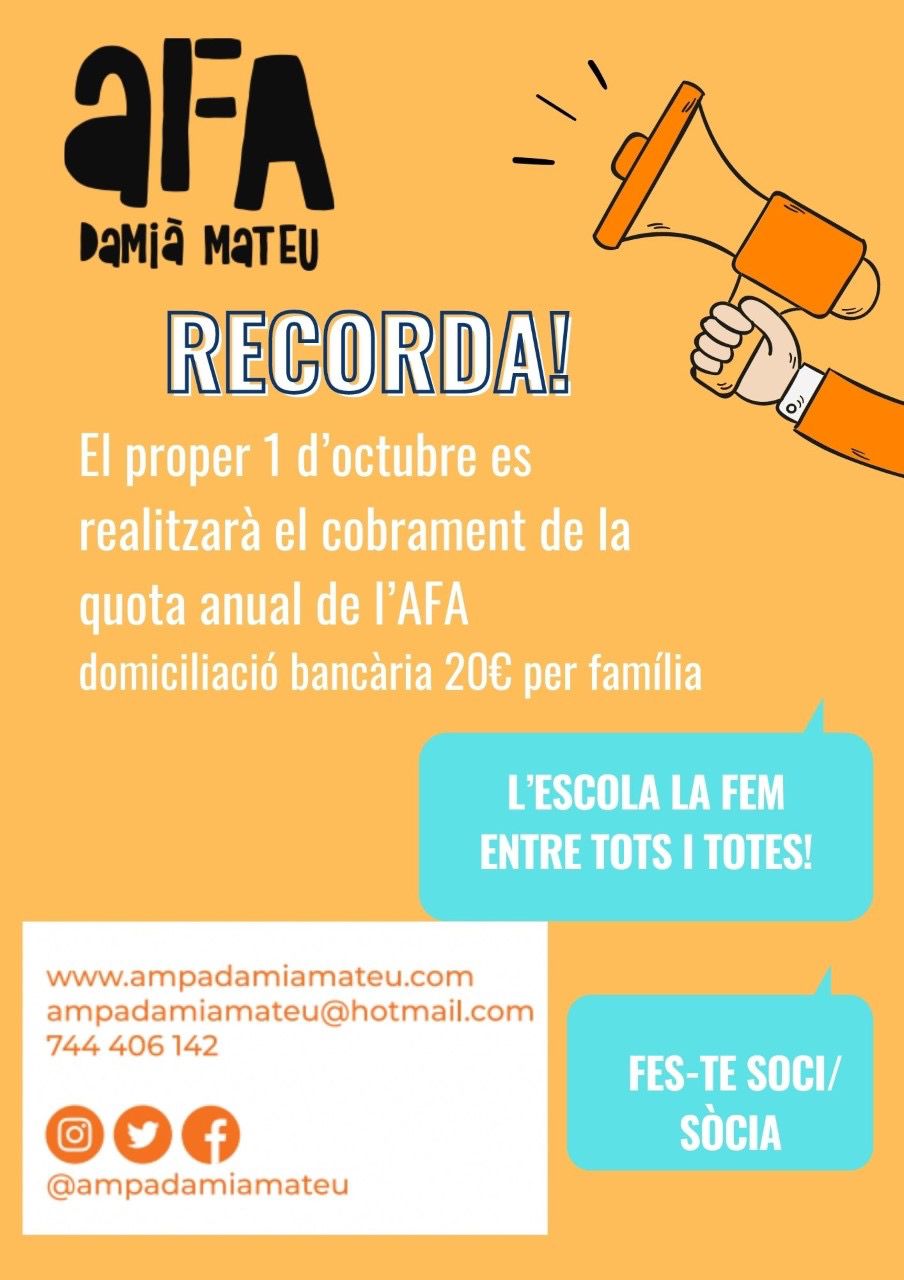 aFA
DAMIÀ MATEU
RECORDA!
El proper 1 d'octubre es
realitzarà el cobrament de la
quota anual de l'AFA
domiciliació bancària 20€ per família
L'ESCOLA LA FEM
ENTRE TOTS I TOTES!
www.ampadamiamateu.com
ampadamiamateu@hotmail.com
744 406 142
@ampadamiamateu
FES-TE SOCI/
SÒCIA